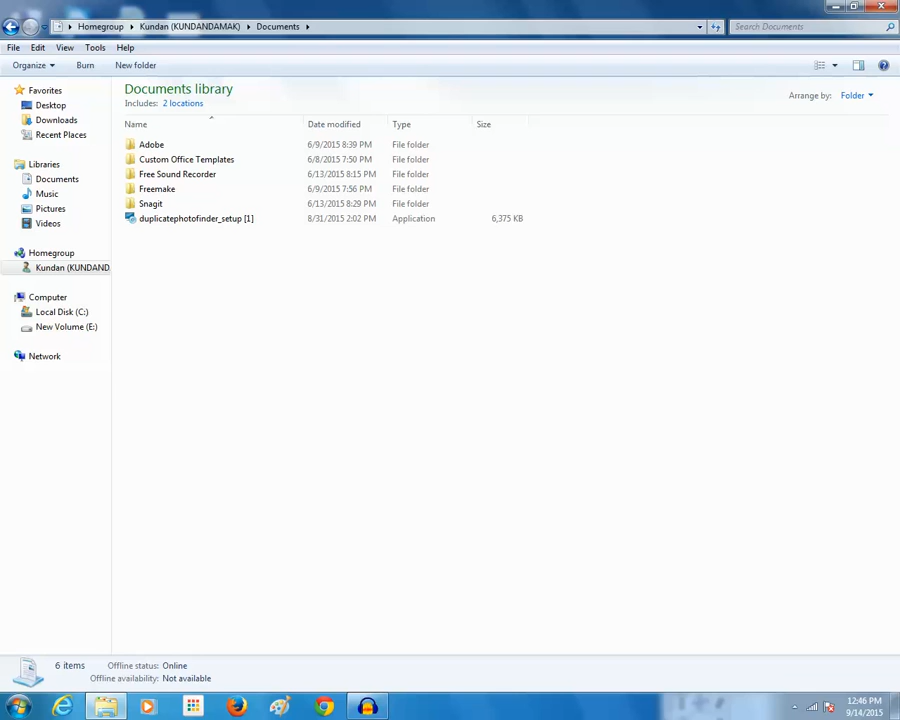 Homegroup Kundan (KUNDANDAMAK) Documents Search Documents
File Edit View Tools Help
Organize Burn New folder
Favorites
Desktop
Downloads
Recent Places
Libraries
Documents
Music
Pictures
Videos
Homegroup
Kundan (KUNDAND
Computer
Local Disk (C:)
New Volume (E:)
Network
Documents library
Includes: 2 locations
Arrange by: Folder
Name Date modified Type Size
Adobe 6/9/2015 8:39 PM File folder
Custom Office Templates 6/8/2015 7:50 PM File folder
Free Sound Recorder 6/13/2015 8:15 PM File folder
Freemake 6/9/2015 7:56 PM File folder
Snagit 6/13/2015 8:29 PM File folder
duplicatephotofinder_setup [1] 8/31/2015 2:02 PM Application 6,375 KB
6 items Offline status: Online
Offline availability: Not available
12:46 PM
9/14/2015